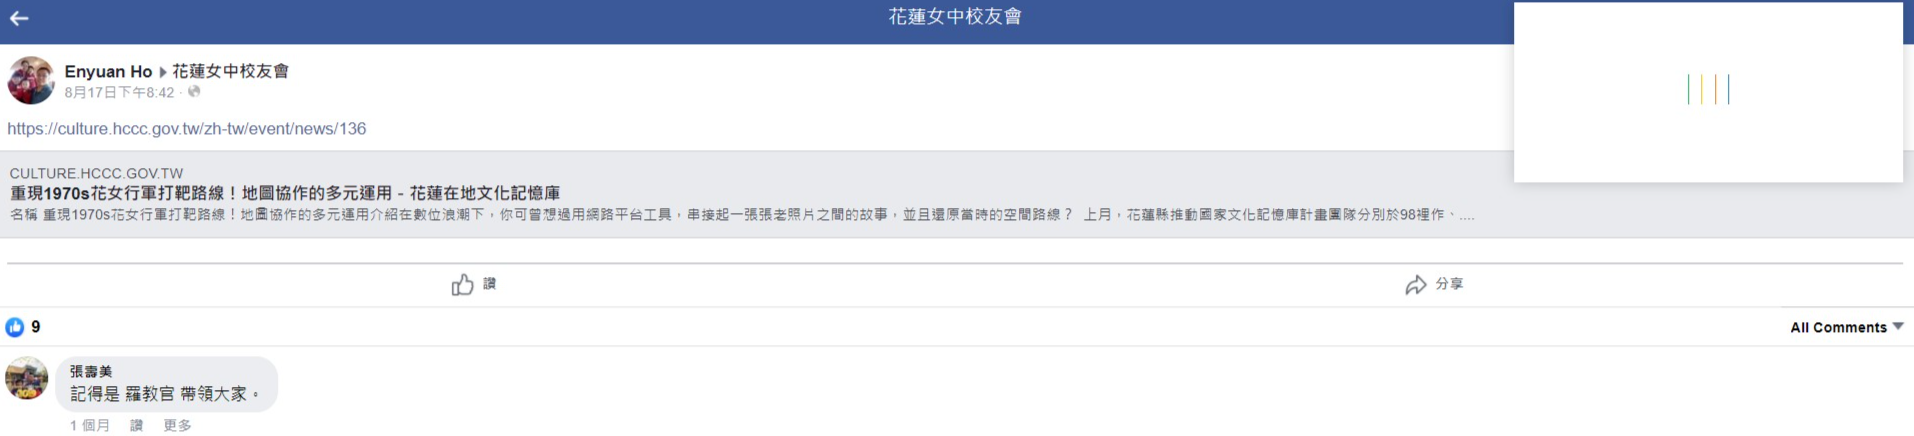 花蓮女中校友會
Enyuan Ho ▸ 花蓮女中校友會
8月17日下午8:42 ·
https://culture.hccc.gov.tw/zh-tw/event/news/136
CULTURE.HCCC.GOV.TW
重現1970s花女行軍打靶路線！地圖協作的多元運用 - 花蓮在地文化記憶庫
名稱 重現1970s花女行軍打靶路線！地圖協作的多元運用介紹在數位浪潮下，你可曾想過用網路平台工具，串接起一張張老照片之間的故事，並且還原當時的空間路線？ 上月，花蓮縣推動國家文化記憶庫計畫團隊分別於98裡作、....
讚
分享
9
All Comments
張壽美
記得是 羅教官 帶領大家。
1 個月 讚 更多